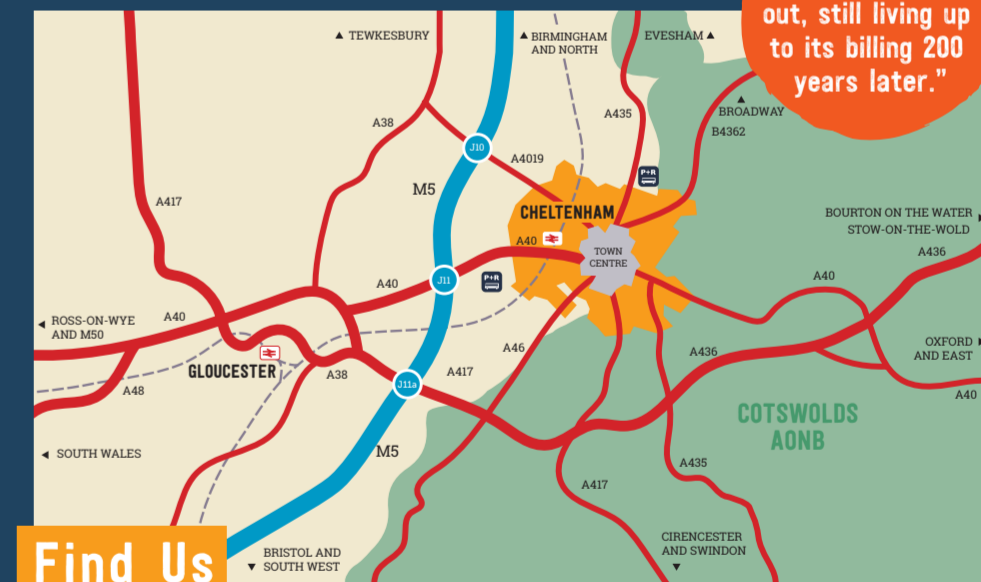 out, still living up
to its billing 200
years later.”
▲ TEWKESBURY
▲ BIRMINGHAM
AND NORTH
EVESHAM ▲
▲
BROADWAY
B4362
A38
A435
J10
A4019
P+R
M5
A417
CHELTENHAM
BOURTON ON THE WATER
STOW-ON-THE-WOLD
A40
TOWN
CENTRE
A436
J11
P+R
A40
A40
◀ ROSS-ON-WYE
AND M50
A40
A46
A436
OXFORD
AND EAST
GLOUCESTER
A38
J11a
A417
A48
A40
COTSWOLDS
AONB
◀ SOUTH WALES
M5
A435
A417
CIRENCESTER
AND SWINDON
▼
Find Us
BRISTOL AND
▼ SOUTH WEST